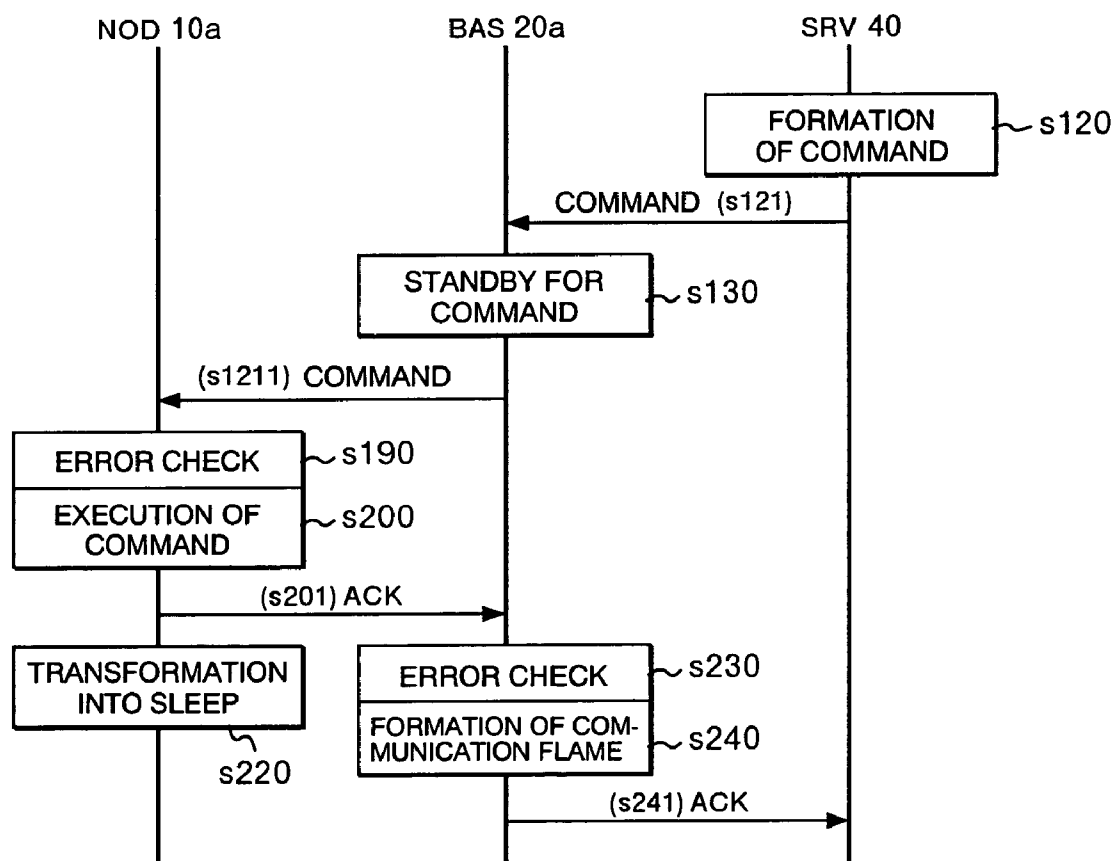 NOD 10a
BAS 20a
SRV 40
FORMATION
OF COMMAND
s120
COMMAND (s121)
STANDBY FOR
COMMAND
s130
(s1211) COMMAND
ERROR CHECK
s190
EXECUTION OF
COMMAND
s200
(s201) ACK
TRANSFORMATION
INTO SLEEP
s220
ERROR CHECK
s230
FORMATION OF COM-
MUNICATION FLAME
s240
(s241) ACK